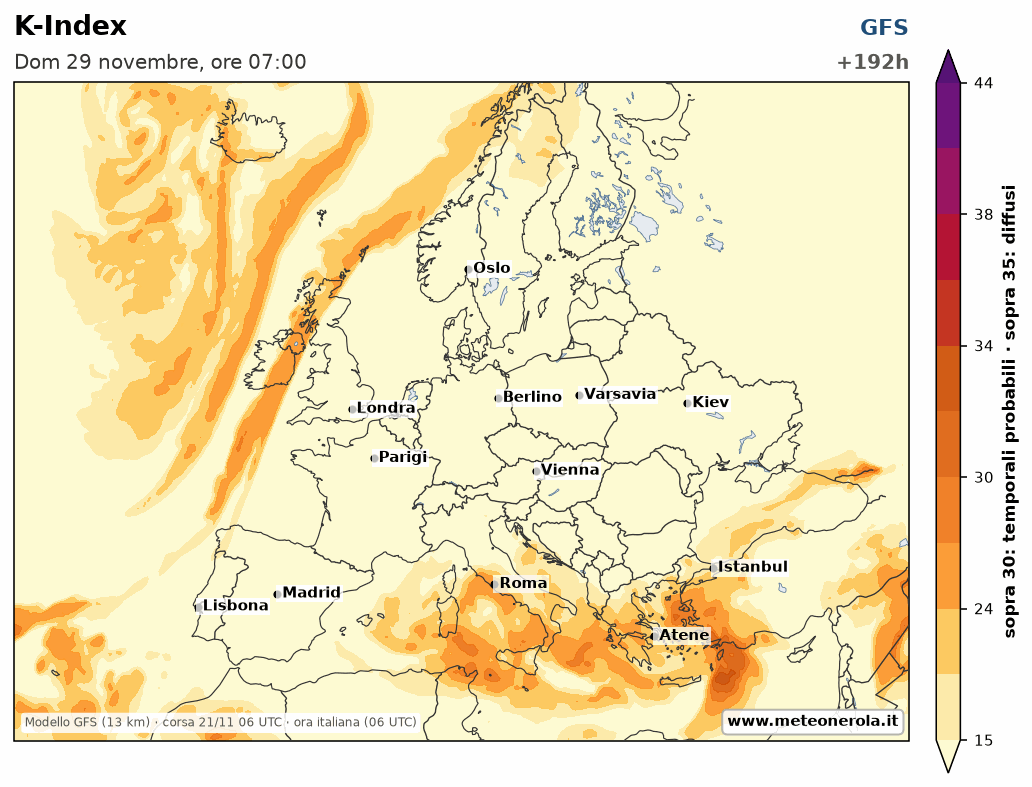 K-Index
GFS
Dom 29 novembre, ore 07:00
+192h
Oslo
Londra
Berlino
Varsavia
Kiev
Parigi
Vienna
Istanbul
Roma
Madrid
Lisbona
Atene
Modello GFS (13 km) · corsa 21/11 06 UTC · ora italiana (06 UTC)
www.meteonerola.it
44
38
34
30
24
15
sopra 30: temporali probabili · sopra 35: diffusi